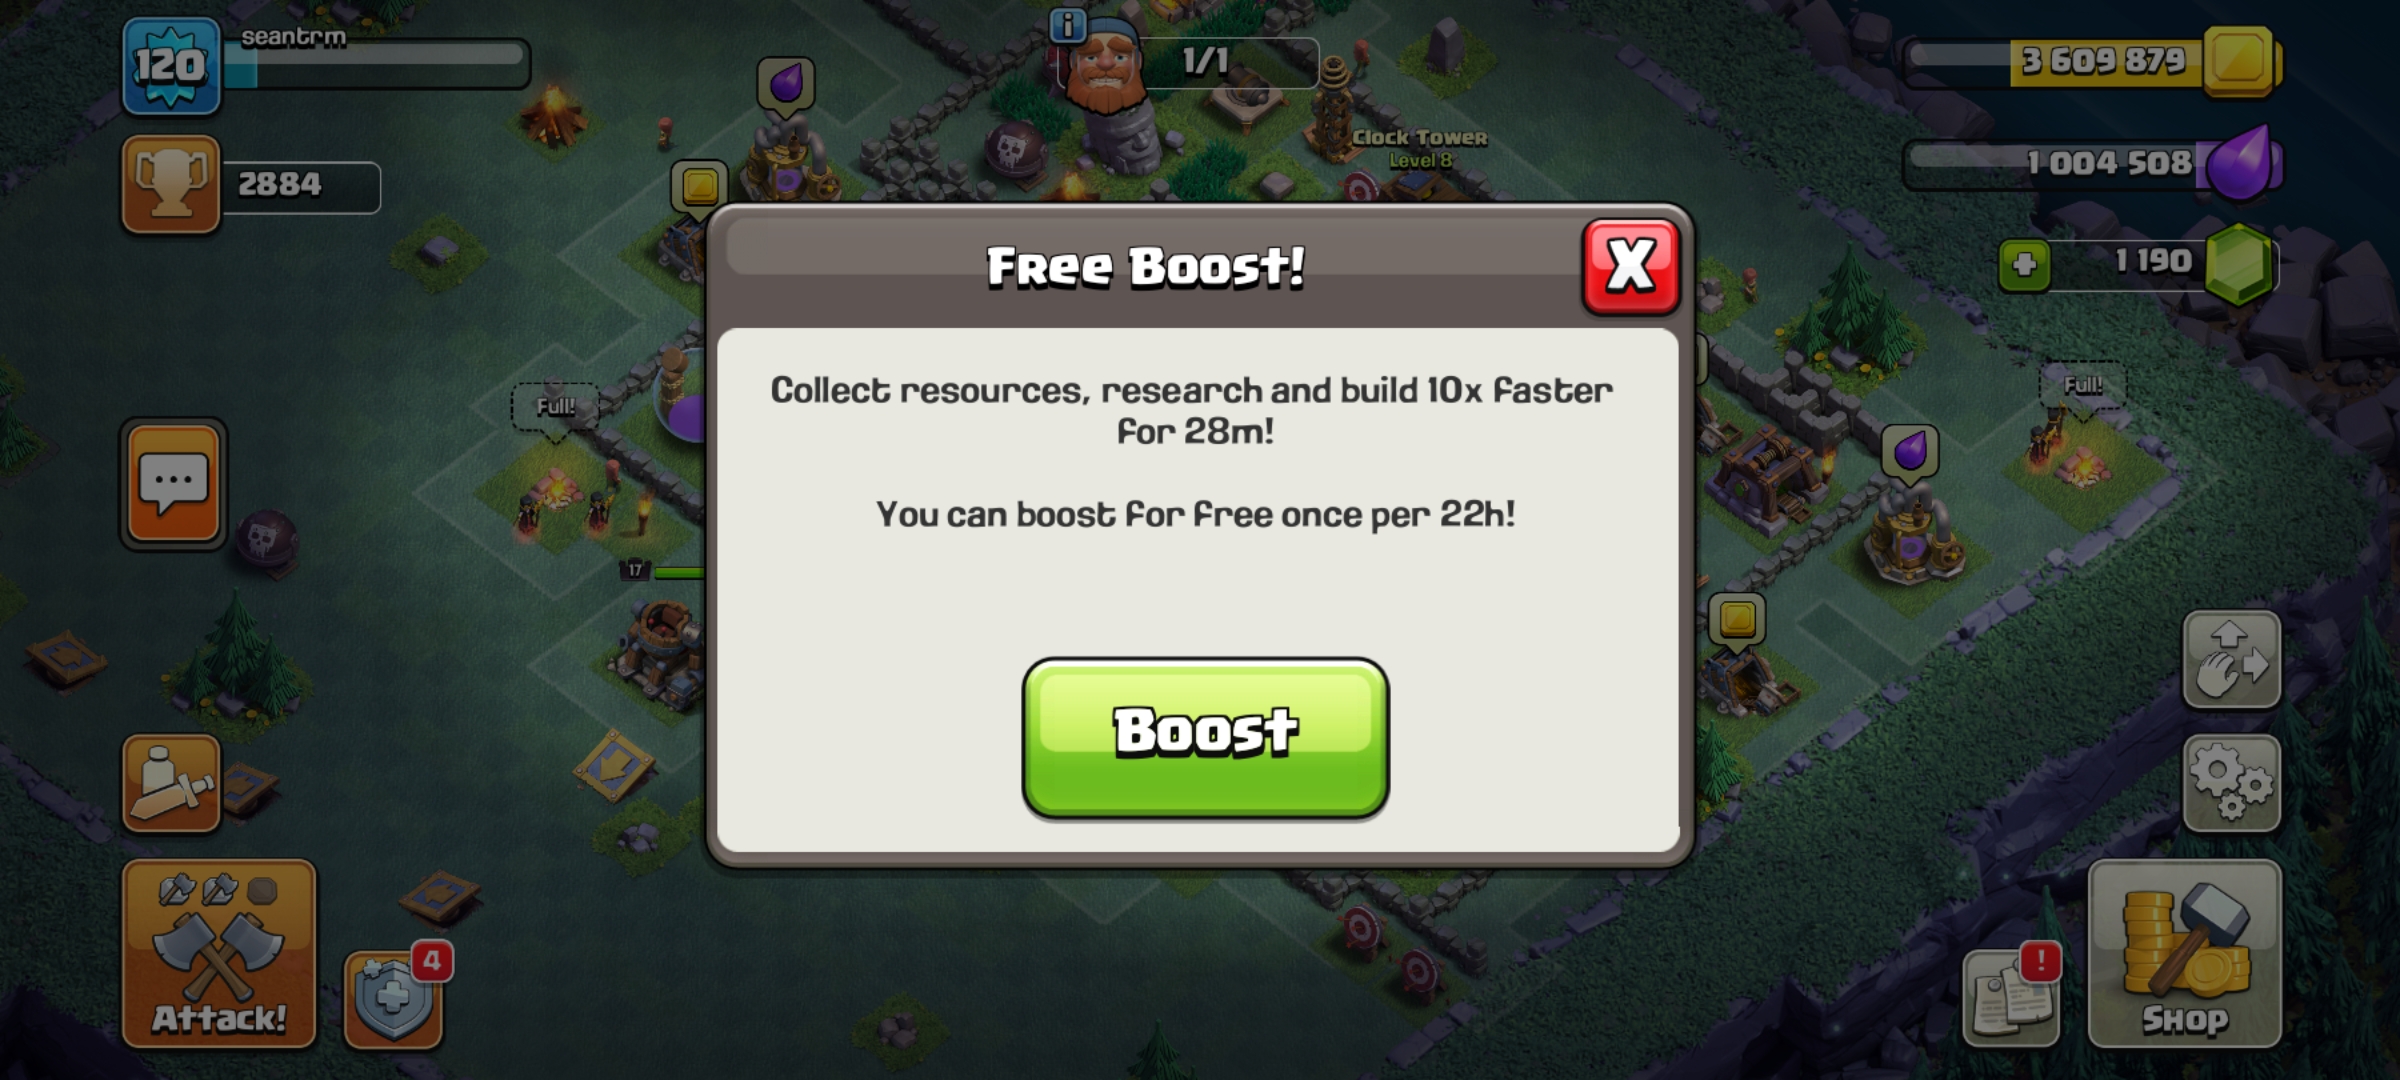 seantrm
120
1/1
3 609 879
Clock Tower
Level 8
1 004 508
2884
1 190
Free Boost!
X
Collect resources, research and build 10x faster
for 28m!
You can boost for free once per 22h!
Boost
Full!
Full!
17
Attack!
4
!
Shop